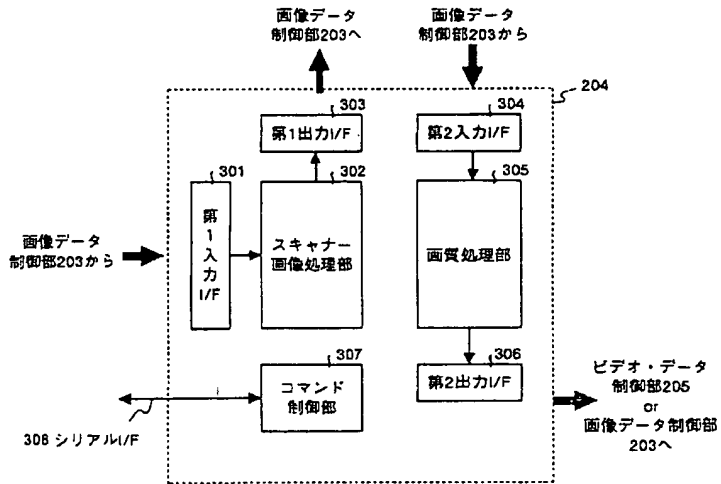 画像データ
制御部203へ
画像データ
制御部203から
204
303
第1出力I/F
304
第2入力I/F
301
第1入力I/F
302
スキャナー
画像処理部
305
画質処理部
画像データ
制御部203から
307
コマンド
制御部
306
第2出力I/F
308 シリアルI/F
ビデオ・データ
制御部205
or
画像データ制御部
203へ